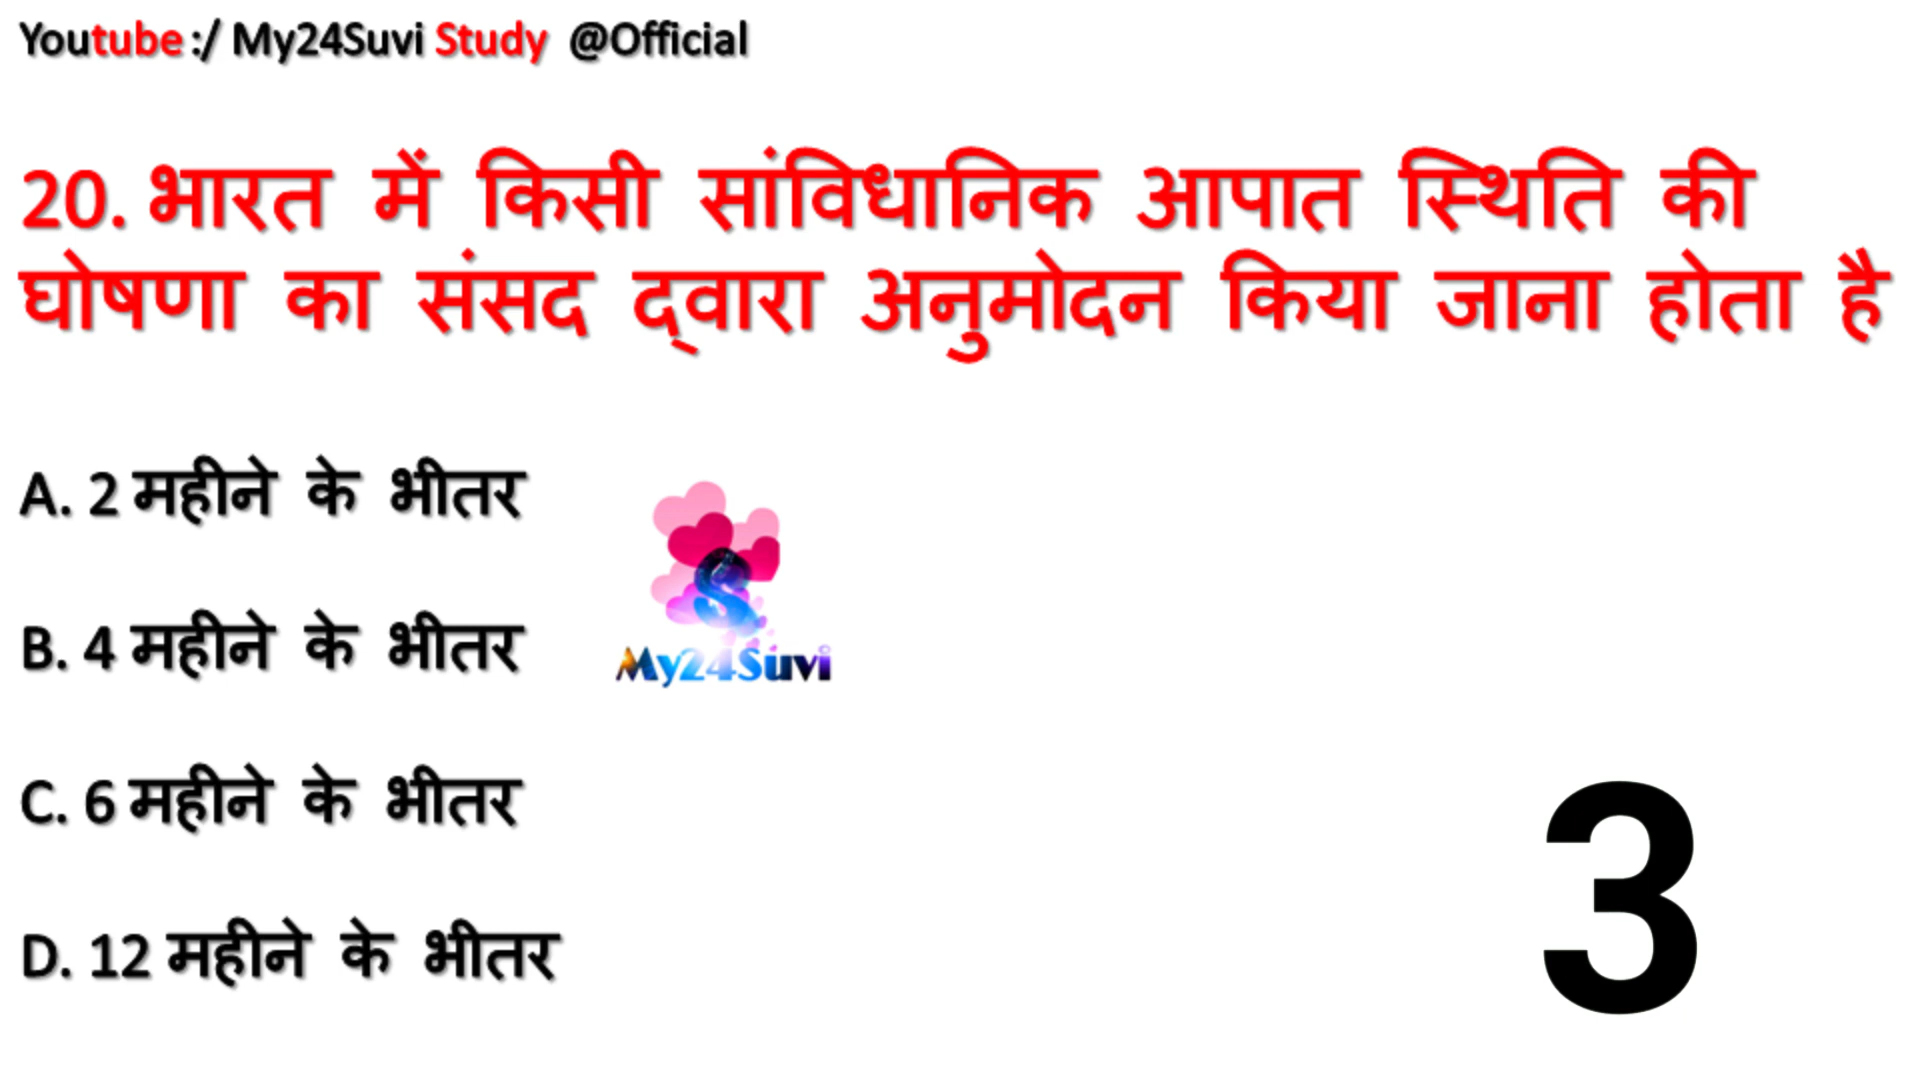 Youtube :/ My24Suvi Study @Official
20. भारत में किसी सांविधानिक आपात स्थिति की
घोषणा का संसद द्‌वारा अनुमोदन किया जाना होता है
A. 2 महीने के भीतर
B. 4 महीने के भीतर
S
My24Suvi
C. 6 महीने के भीतर
D. 12 महीने के भीतर
3